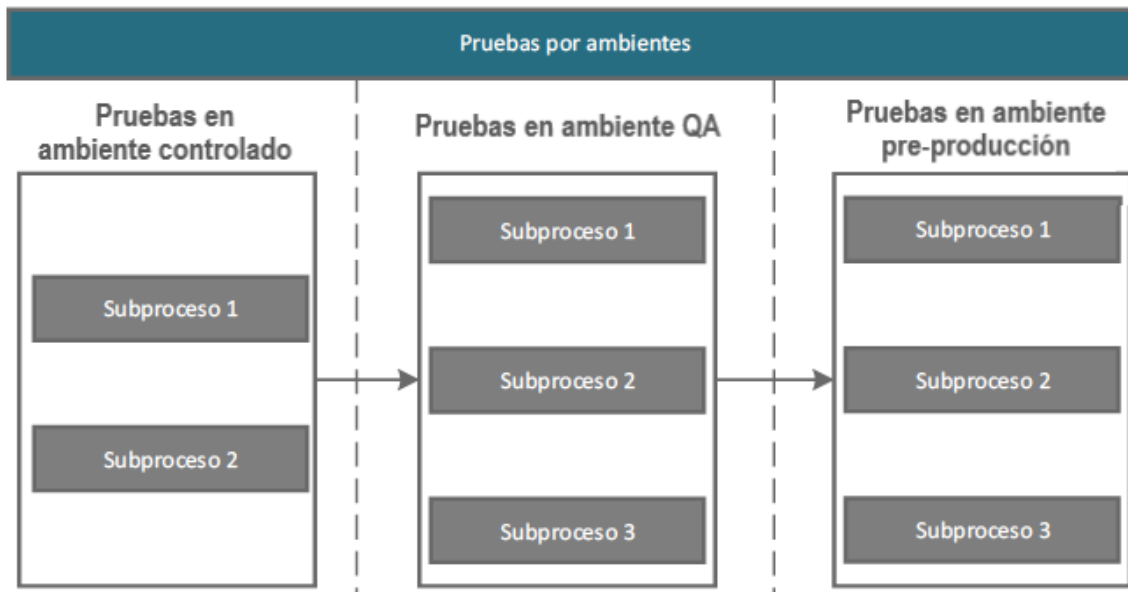 Pruebas por ambientes
Pruebas en
ambiente controlado
Subproceso 1
Subproceso 2
Pruebas en ambiente QA
Subproceso 1
Subproceso 2
Subproceso 3
Pruebas en ambiente
pre-producción
Subproceso 1
Subproceso 2
Subproceso 3